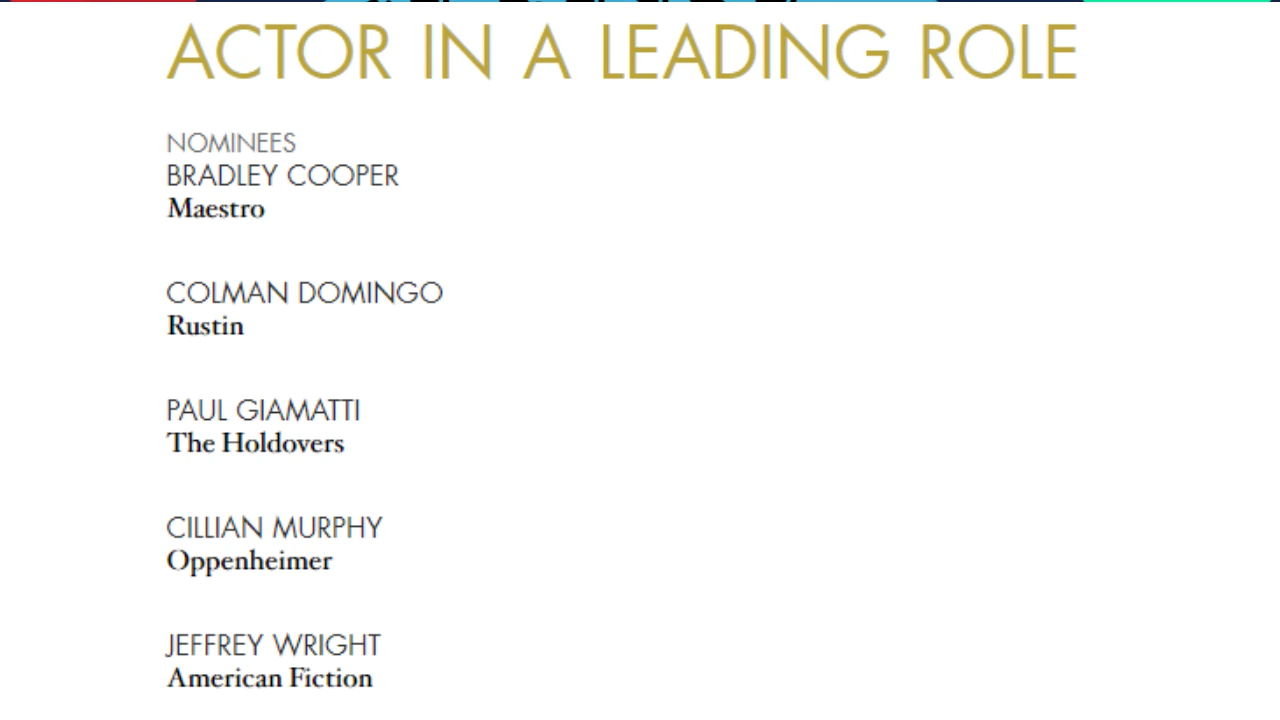 ACTOR IN A LEADING ROLE
NOMINEES
BRADLEY COOPER
Maestro
COLMAN DOMINGO
Rustin
PAUL GIAMATTI
The Holdovers
CILLIAN MURPHY
Oppenheimer
JEFFREY WRIGHT
American Fiction